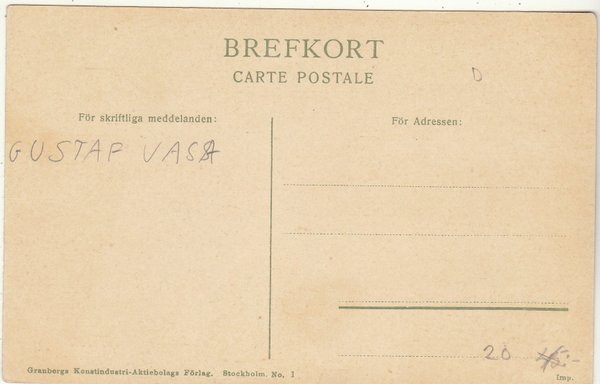 BREFKORT
CARTE POSTALE
D
För skriftliga meddelanden:
För Adressen:
GUSTAF VASA
20
Granbergs Konstindustri-Aktiebolags Förlag. Stockholm. No. 1
Imp.